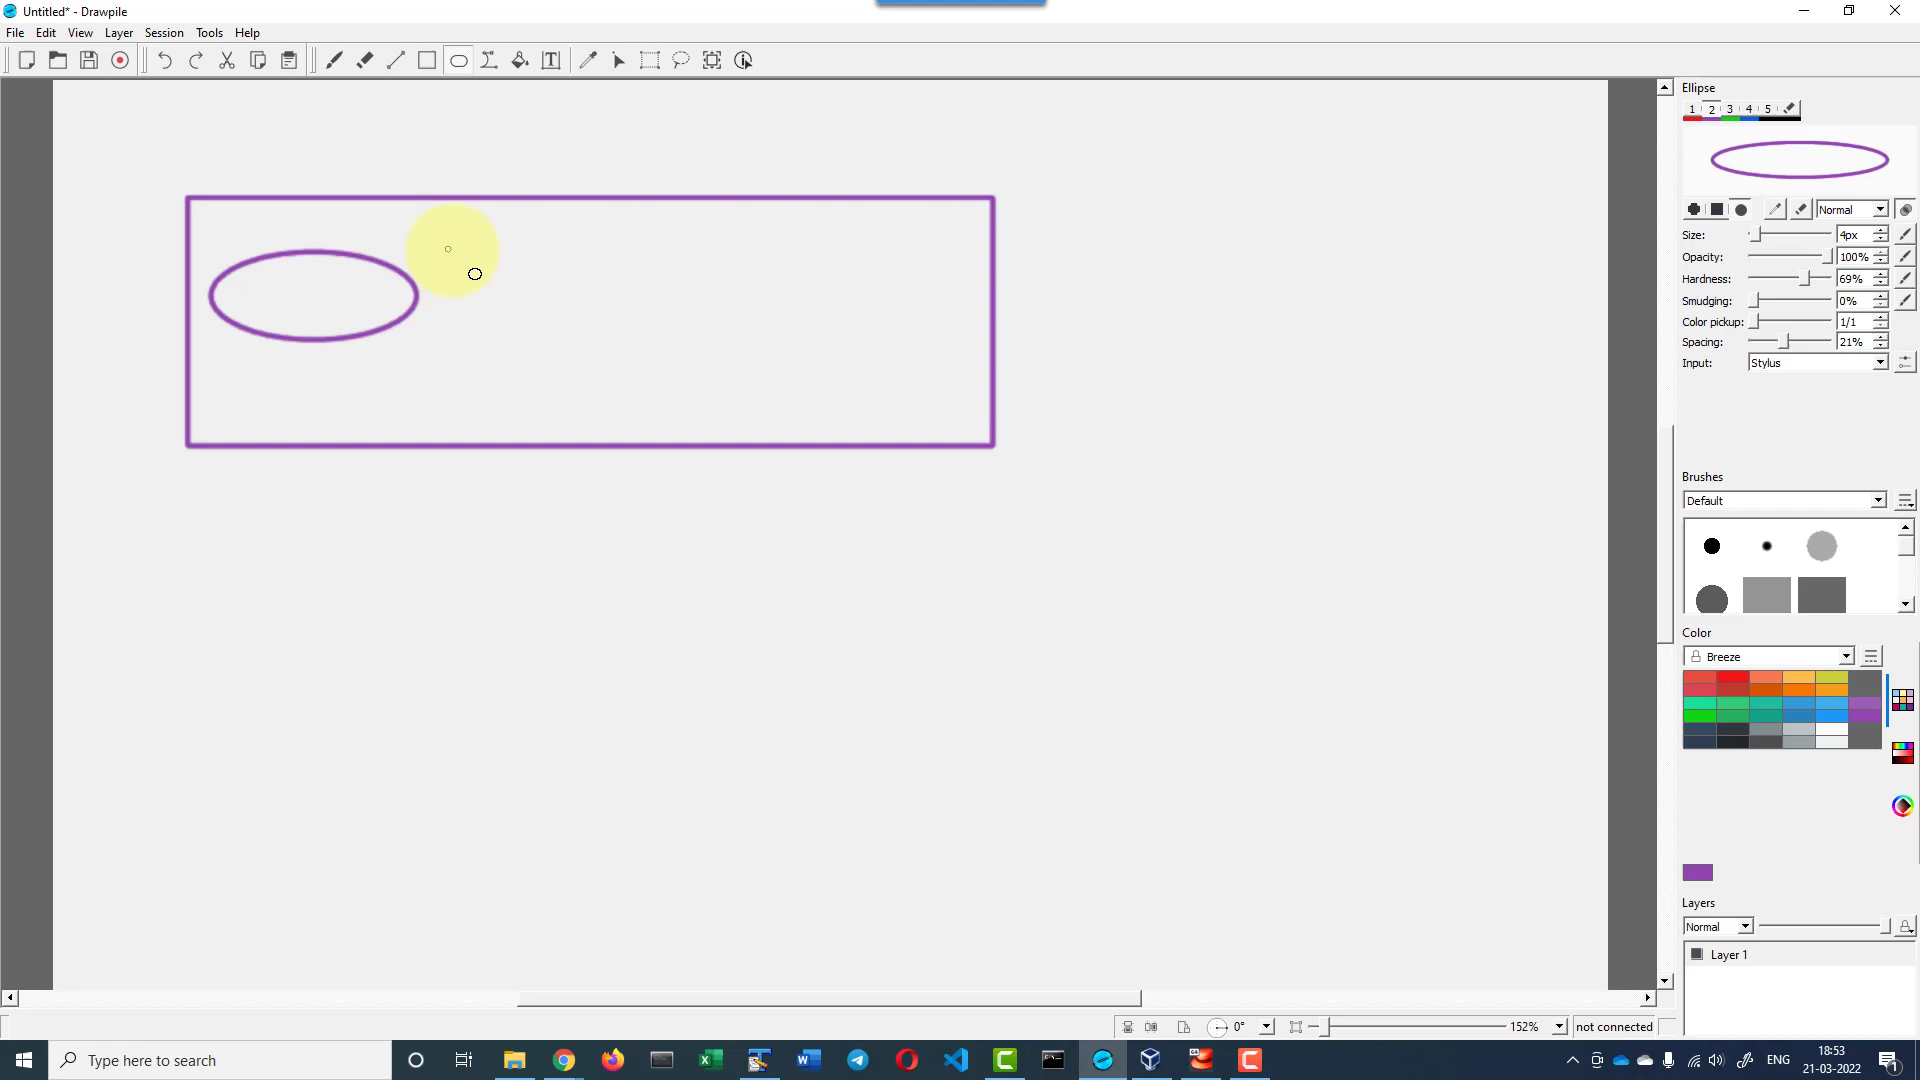 Untitled* - Drawpile
File Edit View Layer Session Tools Help
Ellipse
1 2 3 4 5
Normal
Size: 4px
Opacity: 100%
Hardness: 69%
Smudging: 0%
Color pickup: 1/1
Spacing: 21%
Input: Stylus
Brushes
Default
Color
Breeze
Layers
Normal
Layer 1
0° 152% not connected
Type here to search
ENG
18:53
21-03-2022
1